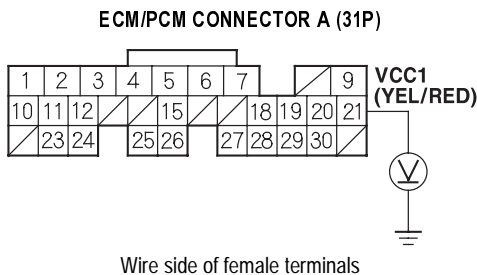 ECM/PCM CONNECTOR A (31P)
1 2 3 4 5 6 7 9
VCC1
(YEL/RED)
10 11 12 15 18 19 20 21
23 24 25 26 27 28 29 30
V
Wire side of female terminals